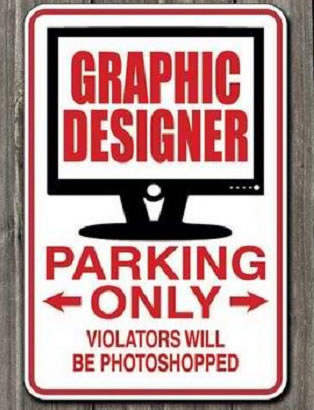 GRAPHIC
DESIGNER
PARKING
ONLY
VIOLATORS WILL
BE PHOTOSHOPPED